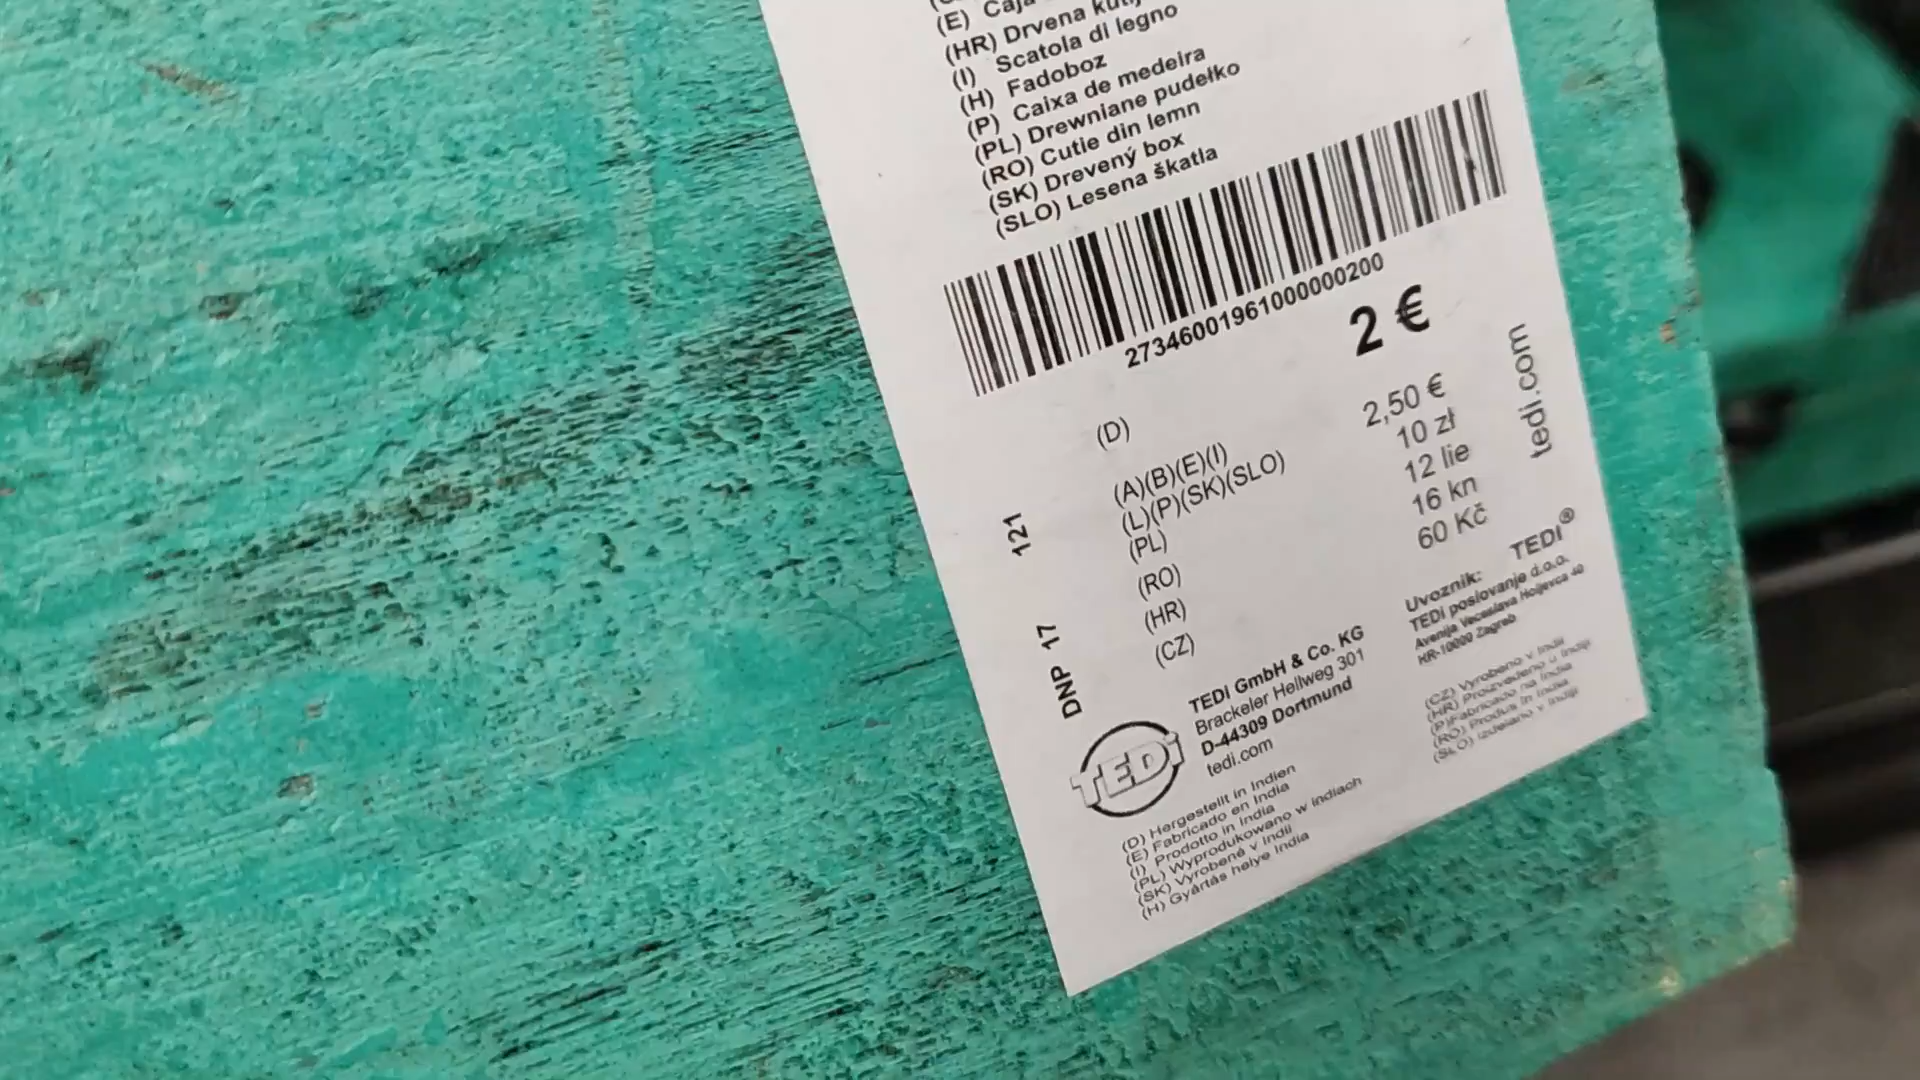 (E) Caja
(HR) Drvena kuti
(I) Scatola di legno
(H) Fadoboz
(P) Caixa de medeira
(PL) Drewniane pudełko
(RO) Cutie din lemn
(SK) Drevený box
(SLO) Lesena škatla
2734600196100000200
(D) 2 €
(A)(B)(E)(I)
(L)(P)(SK)(SLO) 2,50 €
(PL) 10 zł
(RO) 12 lie
(HR) 16 kn
(CZ) 60 Kč
tedi.com
DNP 17 121
TEDi
TEDI GmbH & Co. KG
Brackeler Hellweg 301
D-44309 Dortmund
tedi.com
TEDI®
Uvoznik:
TEDI poslovanje d.o.o.
Avenija Veceslava Holjevca 40
HR-10000 Zagreb
(D) Hergestellt in Indien
(E) Fabricado en India
(I) Prodotto in India
(PL) Wyprodukowano w Indiach
(SK) Vyrobené v Indii
(H) Gyártás helye India
(CZ) Vyrobeno v Indii
(HR) Proizvedeno u Indiji
(P) Fabricado na Índia
(RO) Produs în India
(SLO) Izdelano v Indiji